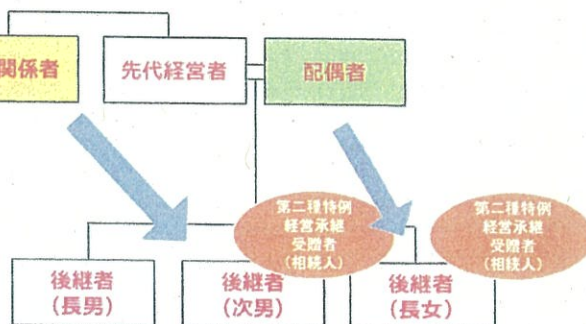 関係者
先代経営者
配偶者
第二種特例
経営承継
受贈者
(相続人)
第二種特例
経営承継
受贈者
(相続人)
後継者
(長男)
後継者
(次男)
後継者
(長女)